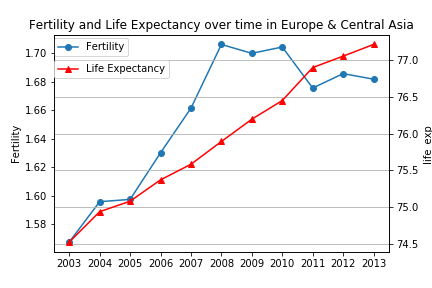 Fertility and Life Expectancy over time in Europe & Central Asia
Fertility
Life Expectancy
1.70
1.68
1.66
1.64
1.62
1.60
1.58
Fertility
77.0
76.5
76.0
75.5
75.0
74.5
life_exp
2003 2004 2005 2006 2007 2008 2009 2010 2011 2012 2013